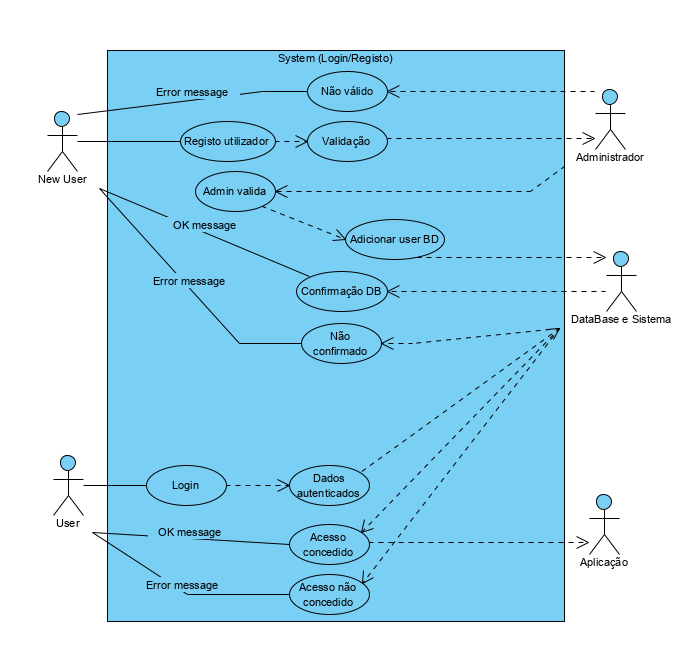 System (Login/Registo)
Error message
Não válido
Registo utilizador
Validação
Administrador
New User
Admin valida
OK message
Adicionar user BD
Error message
Confirmação DB
DataBase e Sistema
Não
confirmado
Login
Dados
autenticados
User
OK message
Acesso
concedido
Aplicação
Error message
Acesso não
concedido